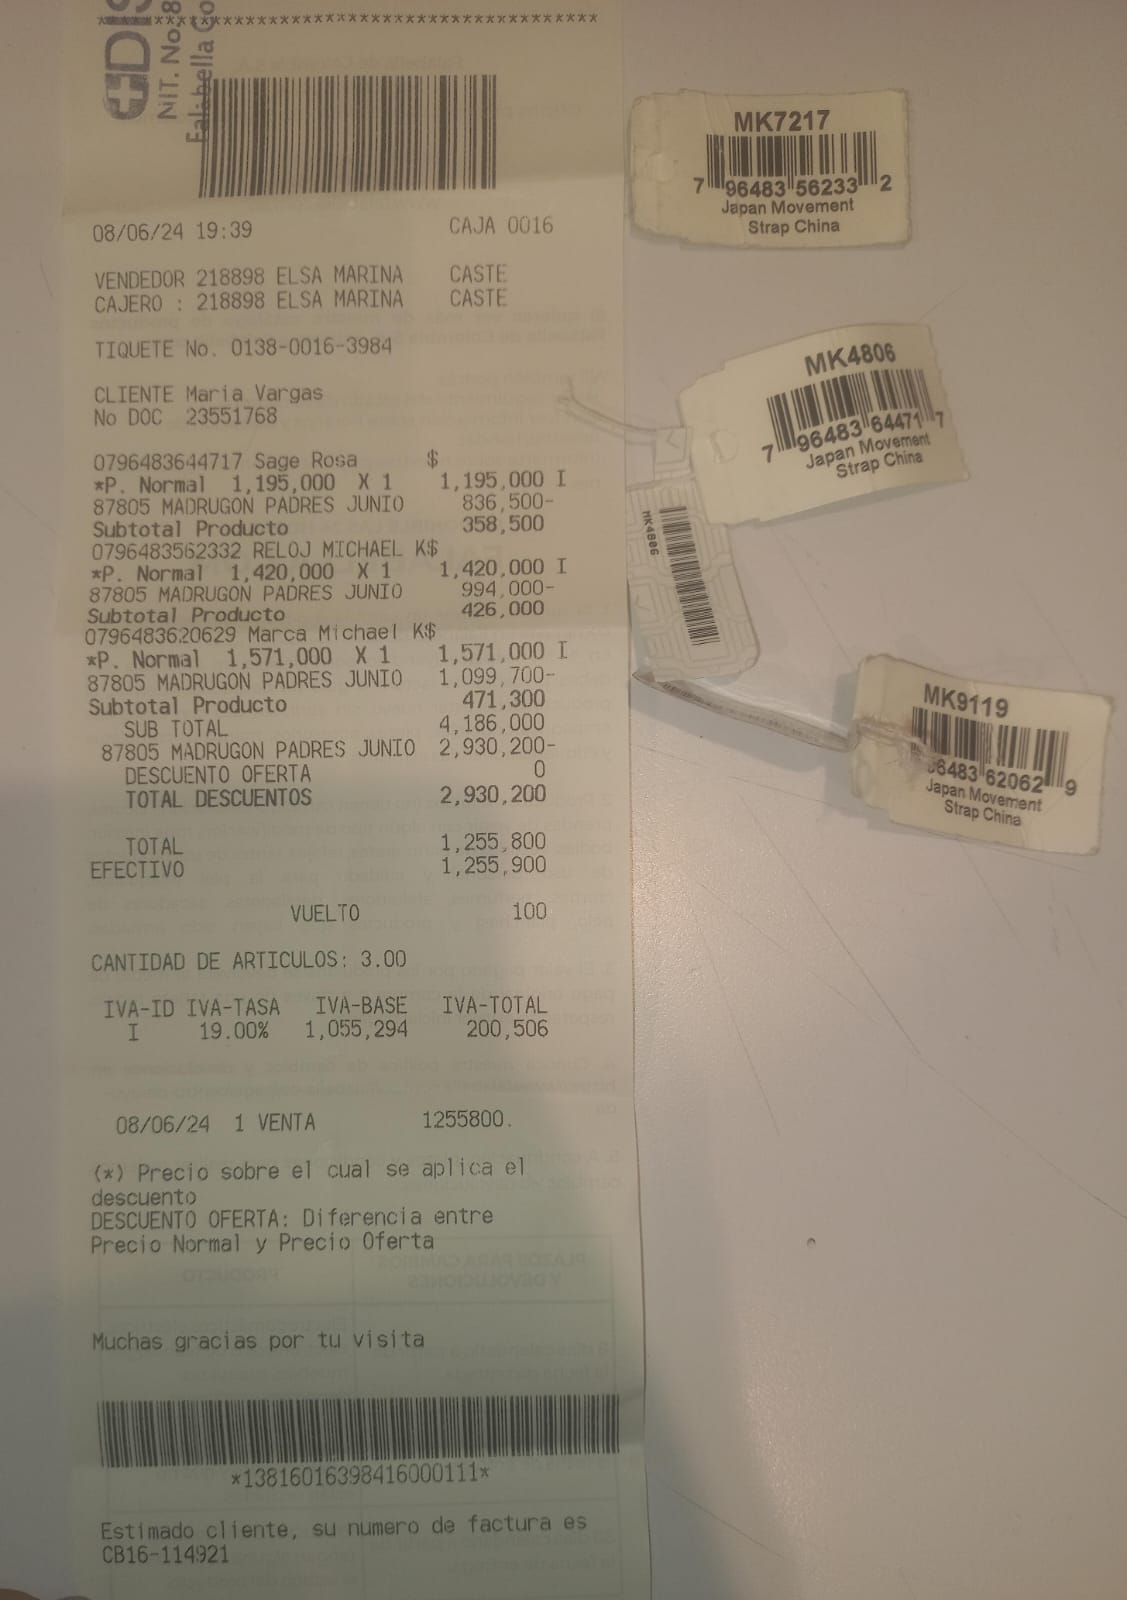 NIT. No. 8
Falabella Co
********************************************
08/06/24 19:39 CAJA 0016
VENDEDOR 218898 ELSA MARINA CASTE
CAJERO : 218898 ELSA MARINA CASTE
TIQUETE No. 0138-0016-3984
CLIENTE Maria Vargas
No DOC 23551768
0796483644717 Sage Rosa $
*P. Normal 1,195,000 X 1 1,195,000 I
87805 MADRUGON PADRES JUNIO 836,500-
Subtotal Producto 358,500
0796483562332 RELOJ MICHAEL K$
*P. Normal 1,420,000 X 1 1,420,000 I
87805 MADRUGON PADRES JUNIO 994,000-
Subtotal Producto 426,000
0796483620629 Marca Michael K$
*P. Normal 1,571,000 X 1 1,571,000 I
87805 MADRUGON PADRES JUNIO 1,099,700-
Subtotal Producto 471,300
SUB TOTAL 4,186,000
87805 MADRUGON PADRES JUNIO 2,930,200-
DESCUENTO OFERTA 0
TOTAL DESCUENTOS 2,930,200
TOTAL 1,255,800
EFECTIVO 1,255,900
VUELTO 100
CANTIDAD DE ARTICULOS: 3.00
IVA-ID IVA-TASA IVA-BASE IVA-TOTAL
I 19.00% 1,055,294 200,506
08/06/24 1 VENTA 1255800.
(*) Precio sobre el cual se aplica el
descuento
DESCUENTO OFERTA: Diferencia entre
Precio Normal y Precio Oferta
Muchas gracias por tu visita
*13816016398416000111*
Estimado cliente, su numero de factura es
CB16-114921
MK7217
7 96483 56233 2
Japan Movement
Strap China
MK4806
7 96483 64471 7
Japan Movement
Strap China
MK4806
MK9119
96483 62062 9
Japan Movement
Strap China